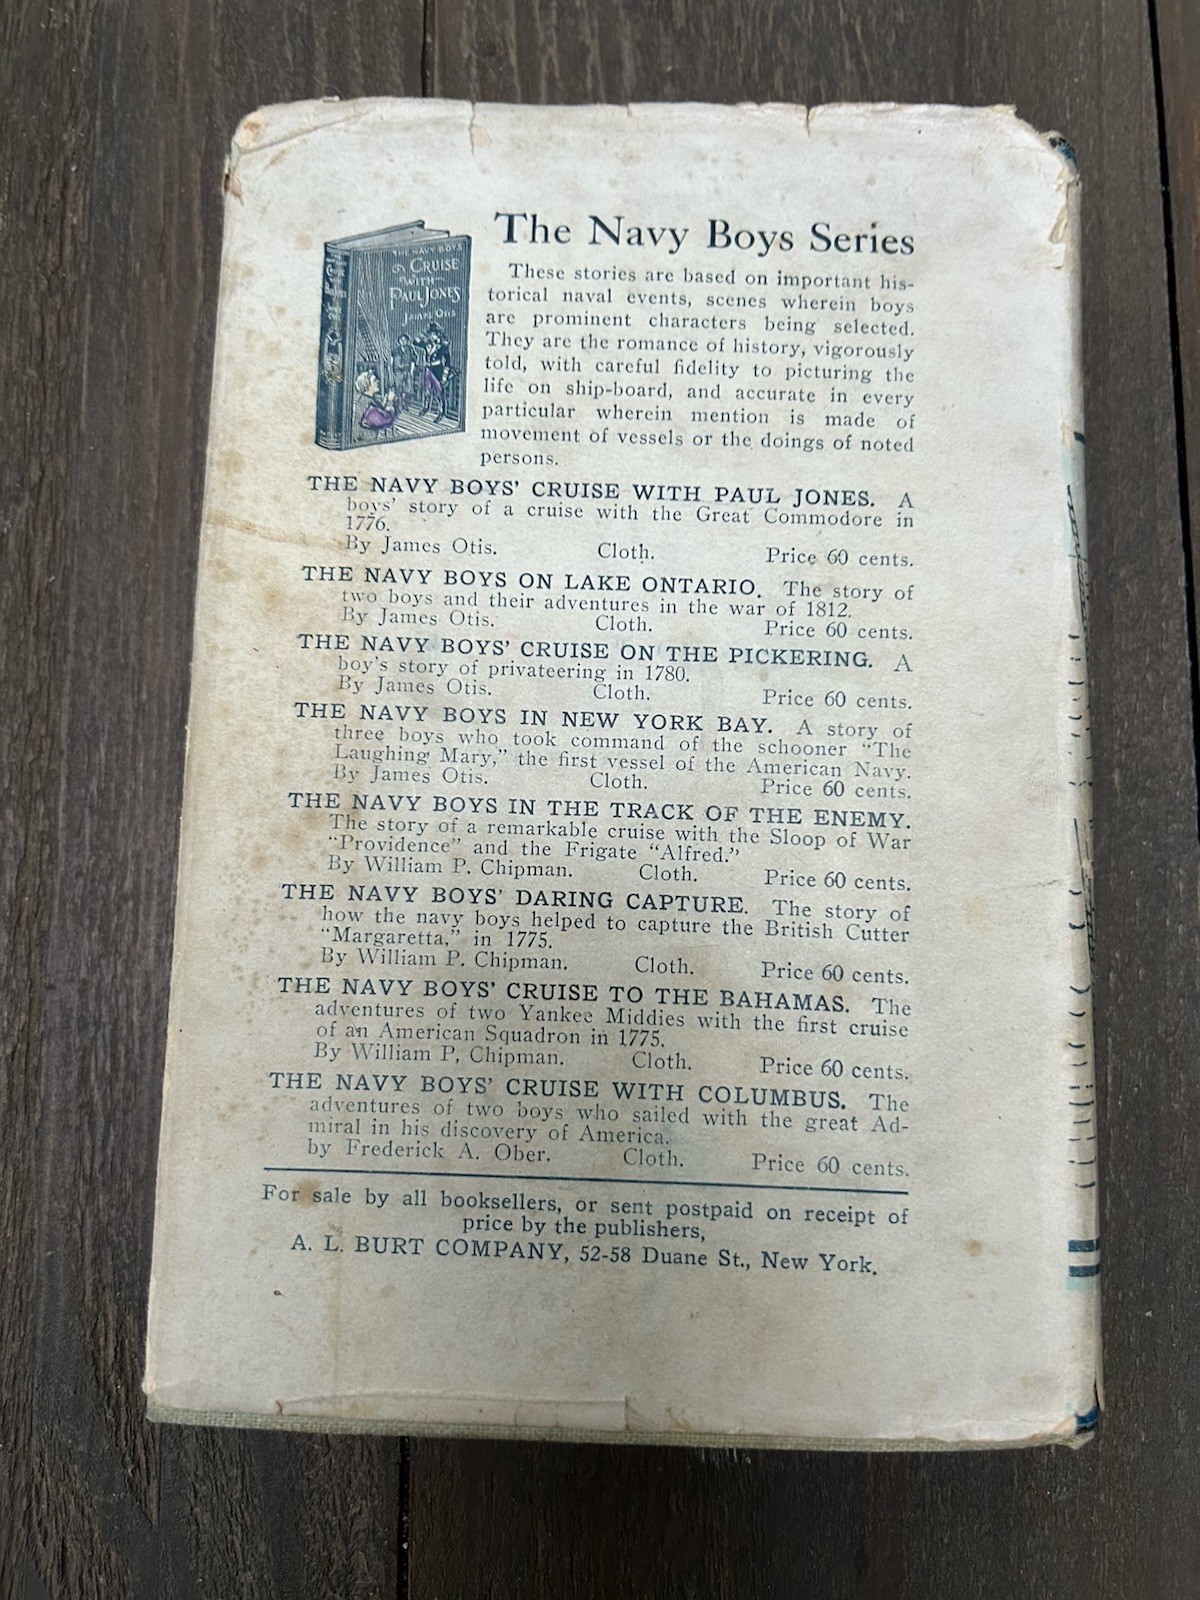 The Navy Boys Series
THE NAVY BOYS
CRUISE
WITH
PAUL JONES
James Otis
These stories are based on important his-
torical naval events, scenes wherein boys
are prominent characters being selected.
They are the romance of history, vigorously
told, with careful fidelity to picturing the
life on ship-board, and accurate in every
particular wherein mention is made of
movement of vessels or the doings of noted
persons.
THE NAVY BOYS' CRUISE WITH PAUL JONES. A
boys' story of a cruise with the Great Commodore in
1776.
By James Otis. Cloth. Price 60 cents.
THE NAVY BOYS ON LAKE ONTARIO. The story of
two boys and their adventures in the war of 1812.
By James Otis. Cloth. Price 60 cents.
THE NAVY BOYS' CRUISE ON THE PICKERING. A
boy's story of privateering in 1780.
By James Otis. Cloth. Price 60 cents.
THE NAVY BOYS IN NEW YORK BAY. A story of
three boys who took command of the schooner "The
Laughing Mary," the first vessel of the American Navy.
By James Otis. Cloth. Price 60 cents.
THE NAVY BOYS IN THE TRACK OF THE ENEMY.
The story of a remarkable cruise with the Sloop of War
"Providence" and the Frigate "Alfred."
By William P. Chipman. Cloth. Price 60 cents.
THE NAVY BOYS' DARING CAPTURE. The story of
how the navy boys helped to capture the British Cutter
"Margaretta," in 1775.
By William P. Chipman. Cloth. Price 60 cents.
THE NAVY BOYS' CRUISE TO THE BAHAMAS. The
adventures of two Yankee Middies with the first cruise
of an American Squadron in 1775.
By William P, Chipman. Cloth. Price 60 cents.
THE NAVY BOYS' CRUISE WITH COLUMBUS. The
adventures of two boys who sailed with the great Ad-
miral in his discovery of America.
by Frederick A. Ober. Cloth. Price 60 cents.
For sale by all booksellers, or sent postpaid on receipt of
price by the publishers,
A. L. BURT COMPANY, 52-58 Duane St., New York.